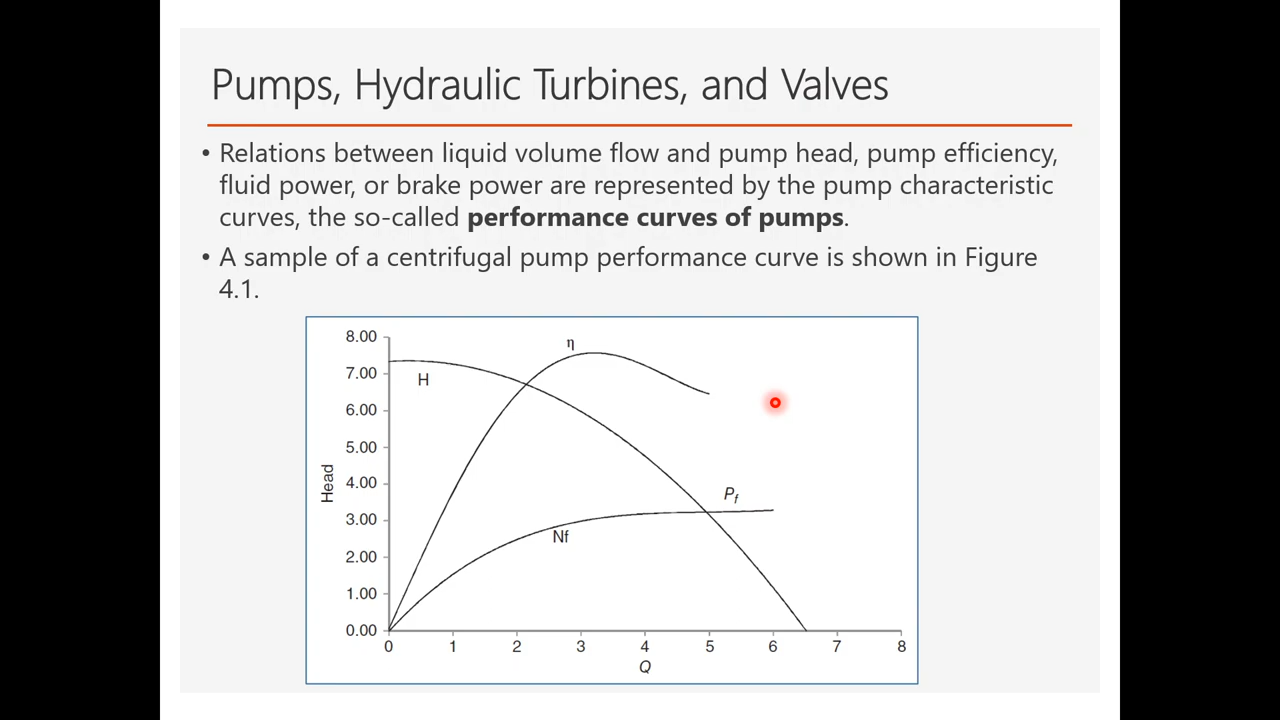 Pumps, Hydraulic Turbines, and Valves
• Relations between liquid volume flow and pump head, pump efficiency,
fluid power, or brake power are represented by the pump characteristic
curves, the so-called performance curves of pumps.
• A sample of a centrifugal pump performance curve is shown in Figure
4.1.
8.00
7.00
6.00
5.00
4.00
3.00
2.00
1.00
0.00
Head
η
H
Pf
Nf
0 1 2 3 4 5 6 7 8
Q